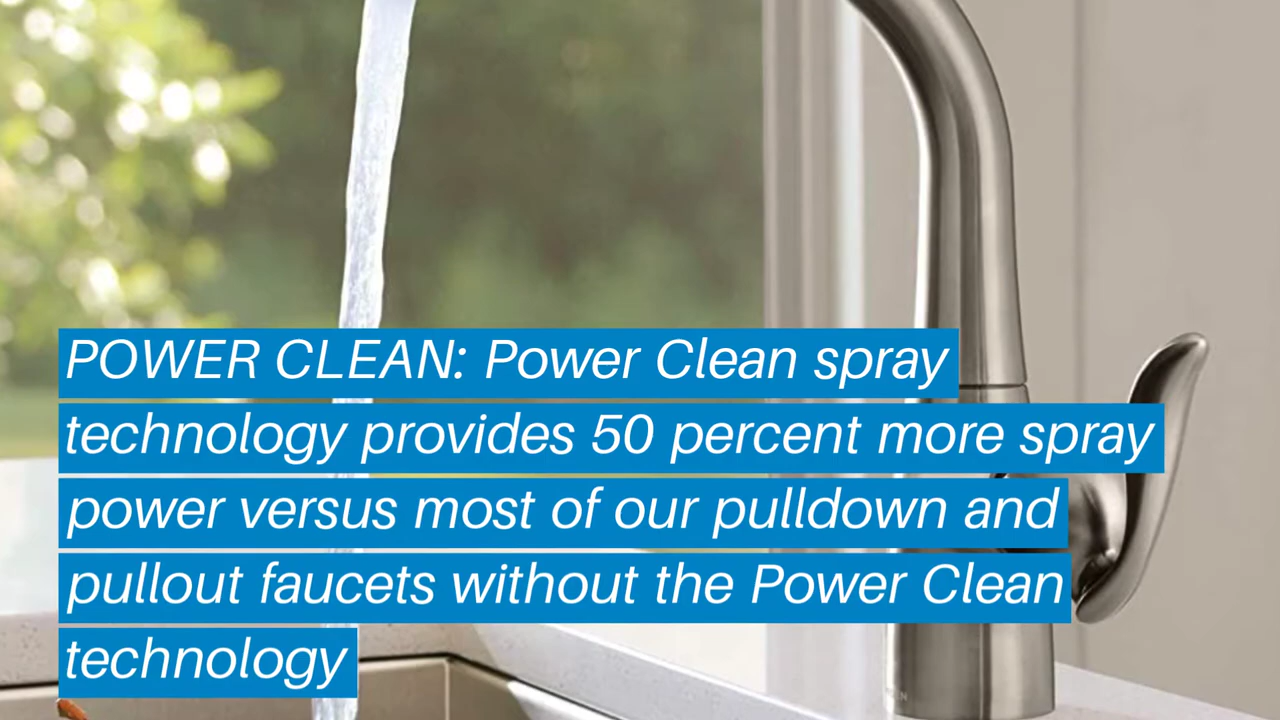 POWER CLEAN: Power Clean spray
technology provides 50 percent more spray
power versus most of our pulldown and
pullout faucets without the Power Clean
technology